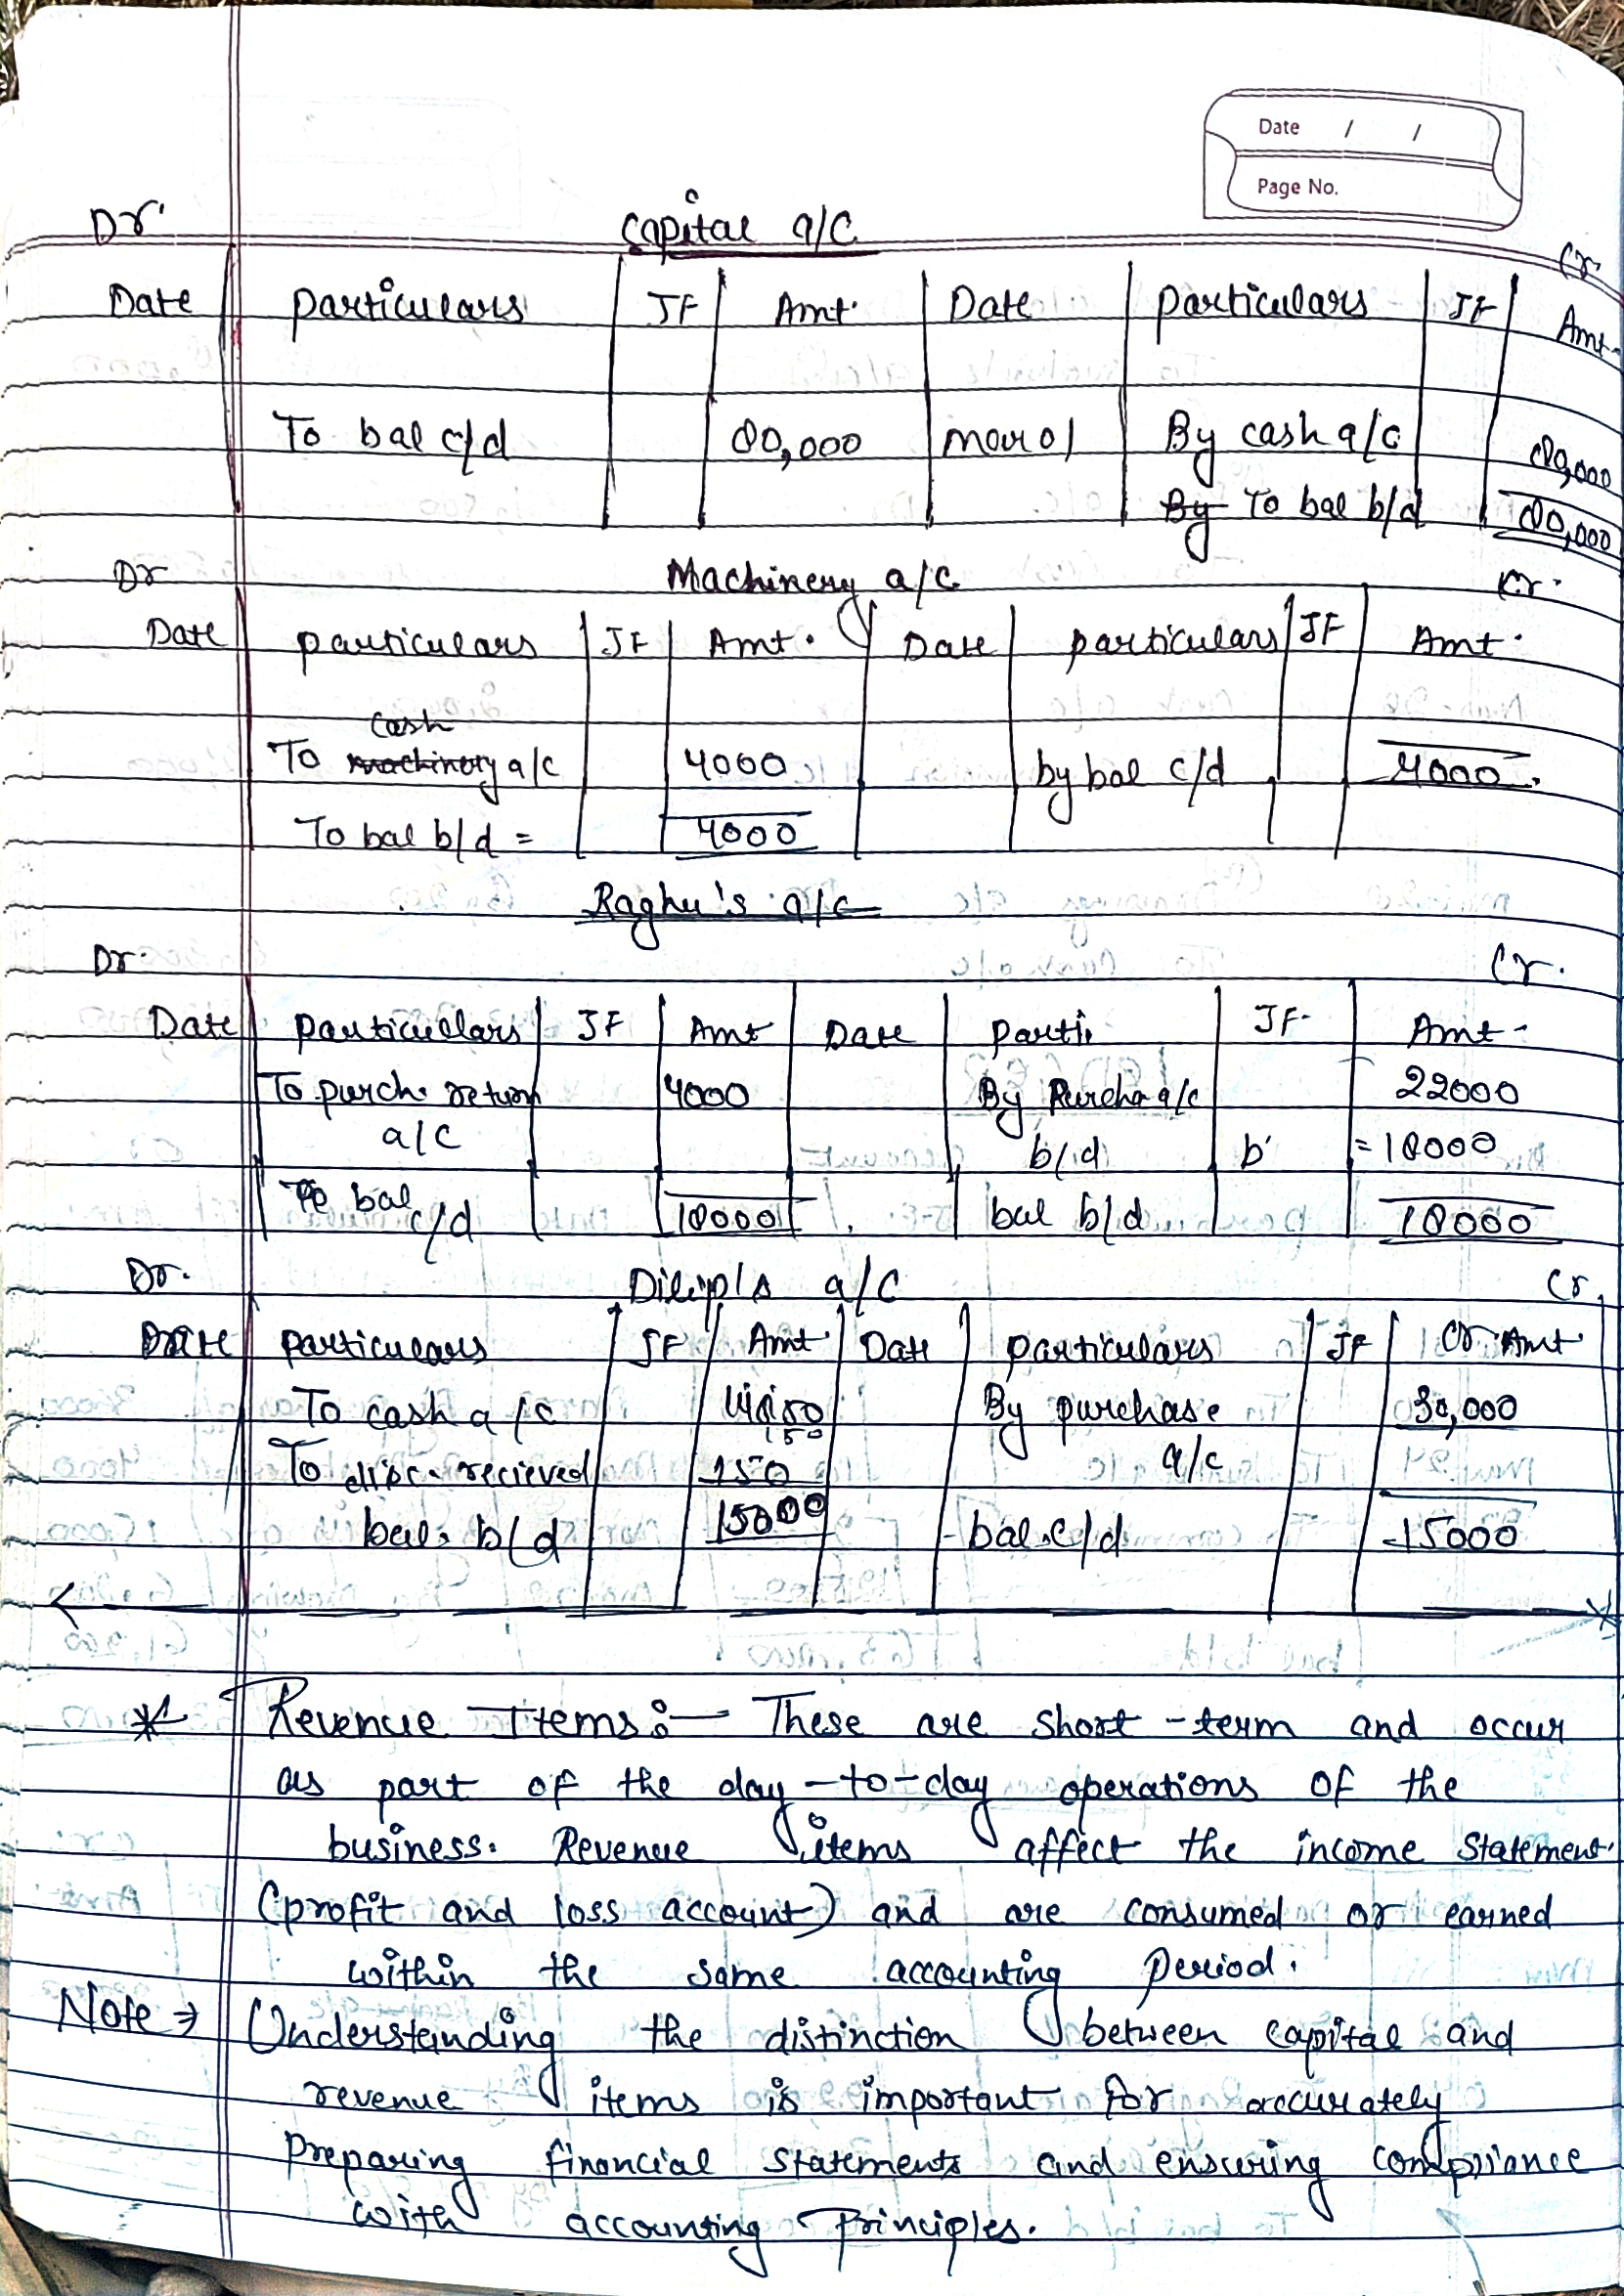 Date / /
Page No.
Dr. Capital a/c Cr.
Date Particulars JF Amt. Date Particulars JF Amt.
To bal c/d 80,000 Mar 01 By cash a/c 80,000
By To bal b/d 80,000
Dr Machinery a/c Cr.
Date Particulars JF Amt. Date Particulars JF Amt.
cash
To machinery a/c 4000 by bal c/d 4000.
To bal b/d = 4000
Raghu's a/c
Dr. Cr.
Date Particullars JF Amt Date Parti JF. Amt.
To purch. return 4000 By Purcha a/c 22000
a/c b/d b' = 18000
To bal c/d 18000 bal b/d 18000
Dr. Dilip's a/c Cr.
Date Particulars JF Amt Date Particulars JF Cr. Amt.
To cash a/c By purchase 30,000
150
To disc. recieved 150 a/c
bal. b/d 15000 bal. c/d 15000
* Revenue Items :- These are short-term and occur
as part of the day-to-day operations of the
business. Revenue items affect the income statement.
(profit and loss account) and are consumed or earned
within the same accounting period.
Note → Understanding the distinction between capital and
revenue items is important for accurately
Preparing financial statements and ensuring compliance
with accounting Principles.